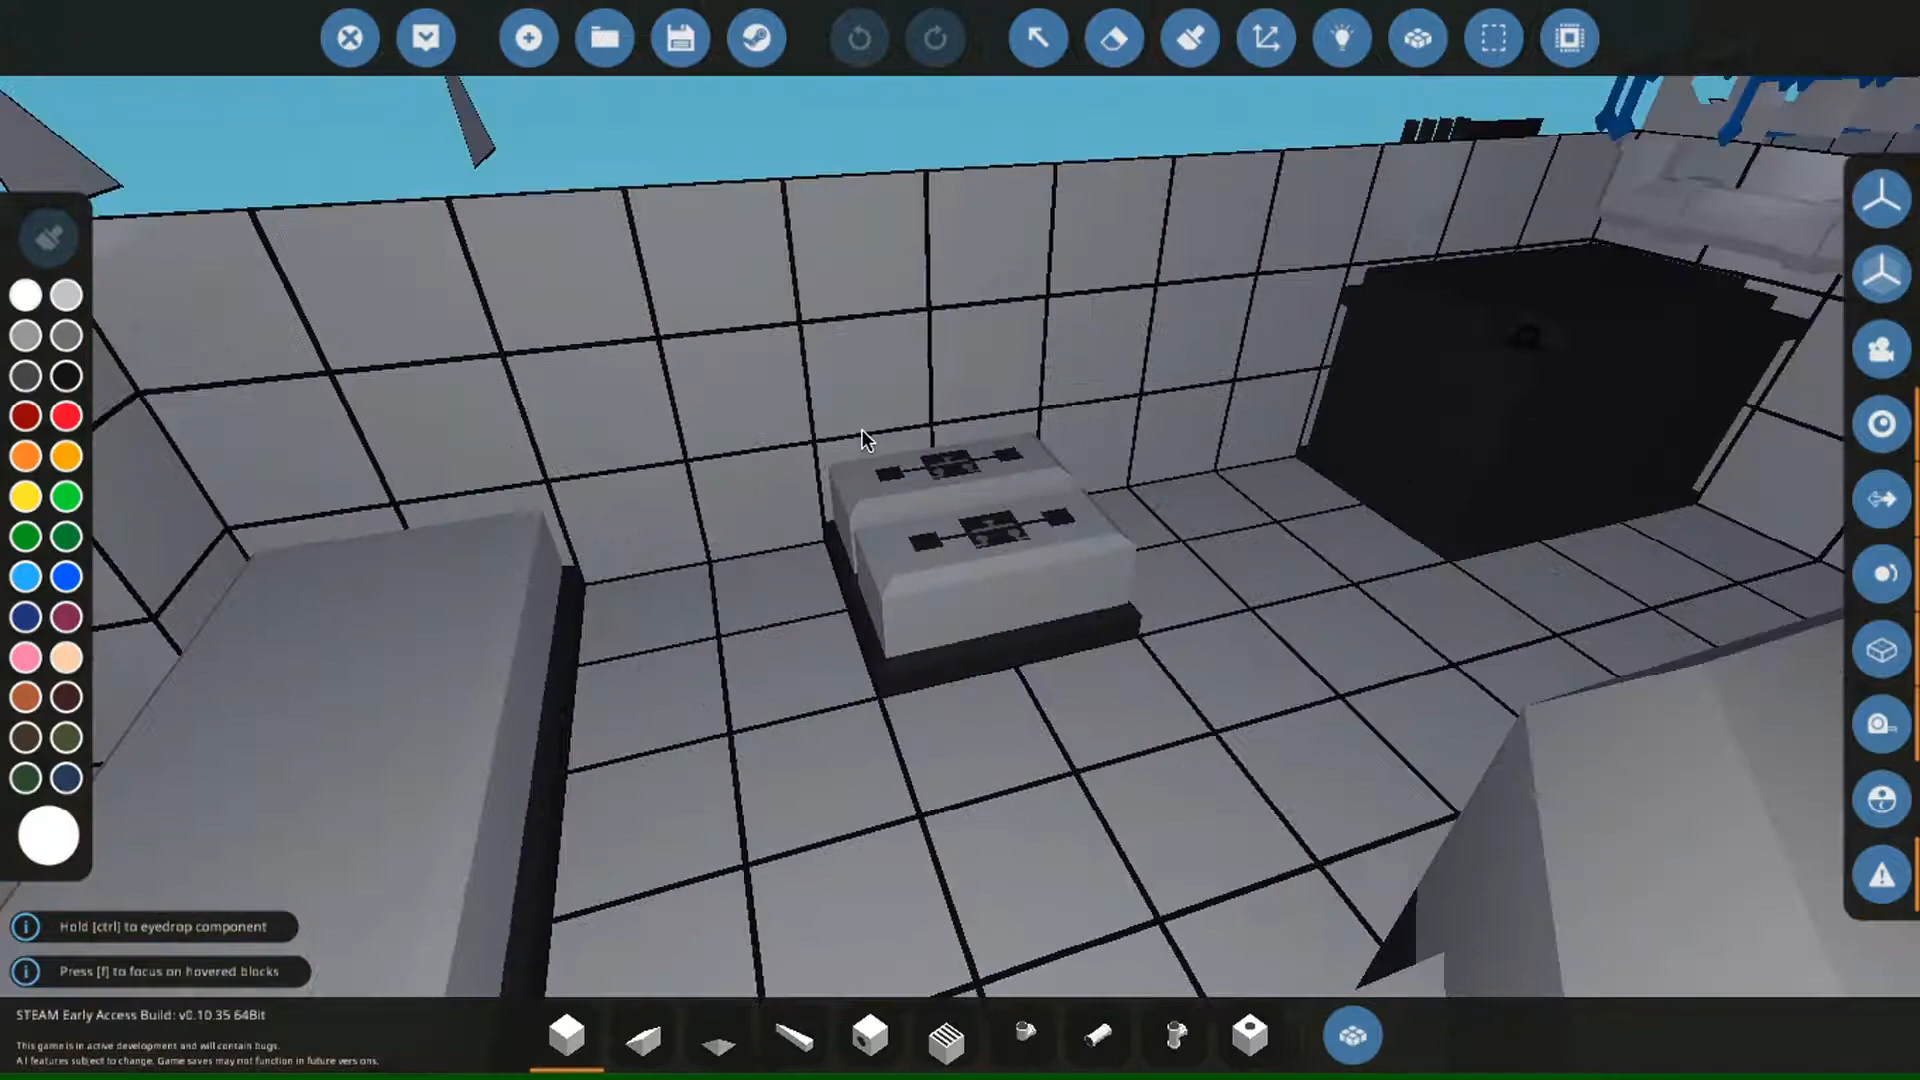 Hold [ctrl] to eyedrop component
Press [f] to focus on hovered blocks
STEAM Early Access Build: v0.10.35 64Bit
This game is in active development and will contain bugs.
All features subject to change. Game saves may not function in future versions.